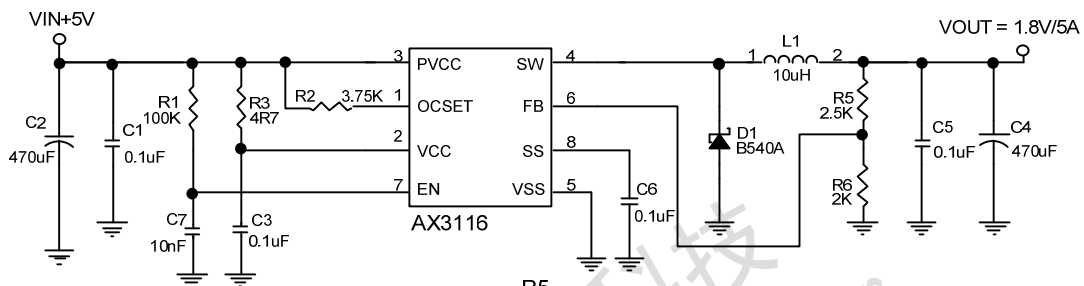 VIN+5V
VOUT = 1.8V/5A
C2
470uF
C1
0.1uF
R1
100K
R3
4R7
R2
3.75K
C7
10nF
C3
0.1uF
3
PVCC
1
OCSET
2
VCC
7
EN
SW
4
FB
6
SS
8
VSS
5
AX3116
C6
0.1uF
D1
B540A
1
L1
10uH
2
R5
2.5K
R6
2K
C5
0.1uF
C4
470uF
R5
科技